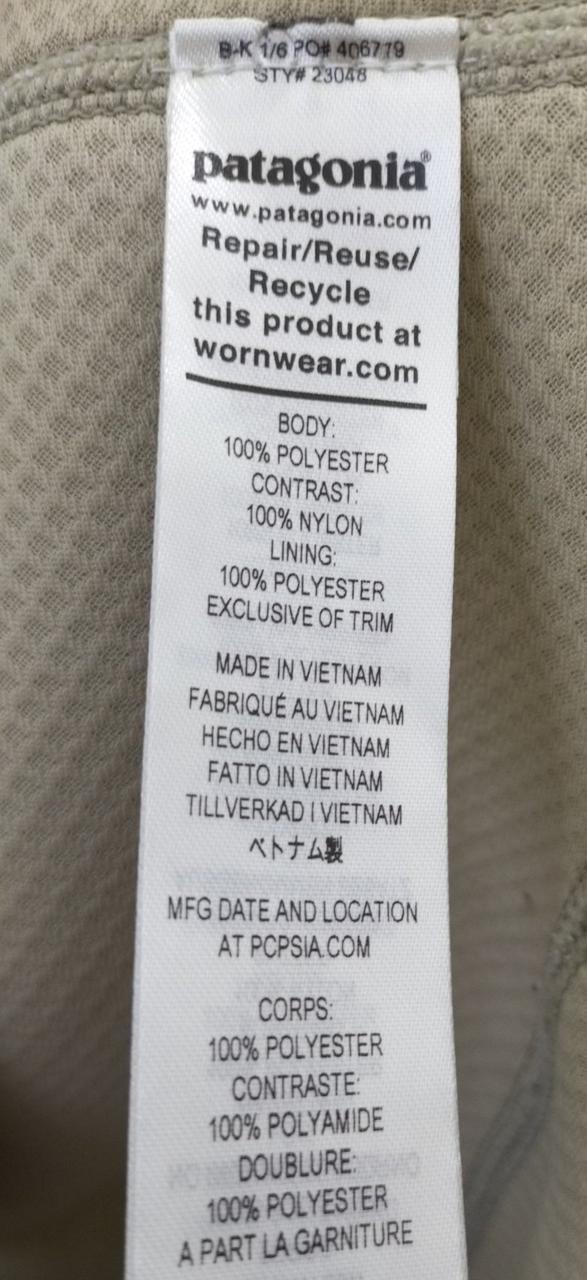 B-K 1/6 PO# 406779
STY# 23048
patagonia®
www.patagonia.com
Repair/Reuse/
Recycle
this product at
wornwear.com
BODY:
100% POLYESTER
CONTRAST:
100% NYLON
LINING:
100% POLYESTER
EXCLUSIVE OF TRIM
MADE IN VIETNAM
FABRIQUÉ AU VIETNAM
HECHO EN VIETNAM
FATTO IN VIETNAM
TILLVERKAD I VIETNAM
ベトナム製
MFG DATE AND LOCATION
AT PCPSIA.COM
CORPS:
100% POLYESTER
CONTRASTE:
100% POLYAMIDE
DOUBLURE:
100% POLYESTER
A PART LA GARNITURE